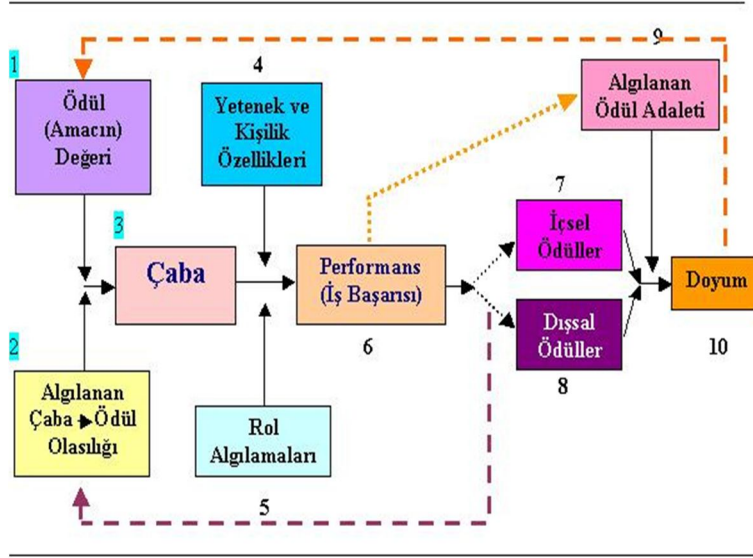 1
Ödül
(Amacın)
Değeri
4
Yetenek ve
Kişilik
Özellikleri
9
Algılanan
Ödül Adaleti
3
Çaba
Performans
(İş Başarısı)
6
7
İçsel
Ödüller
Dışsal
Ödüller
8
Doyum
10
2
Algılanan
Çaba Ödül
Olasılığı
Rol
Algılamaları
5